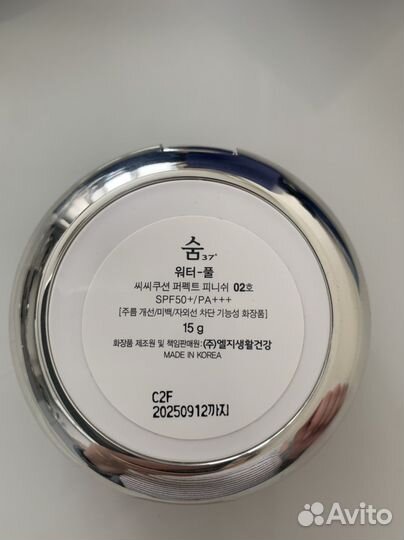 숨37°
워터-풀
씨씨쿠션 퍼펙트 피니쉬 02호
SPF50+/PA+++
[주름 개선/미백/자외선 차단 기능성 화장품]
15 g
화장품 제조원 및 책임판매원: (주)엘지생활건강
MADE IN KOREA
C2F
20250912까지
Avito